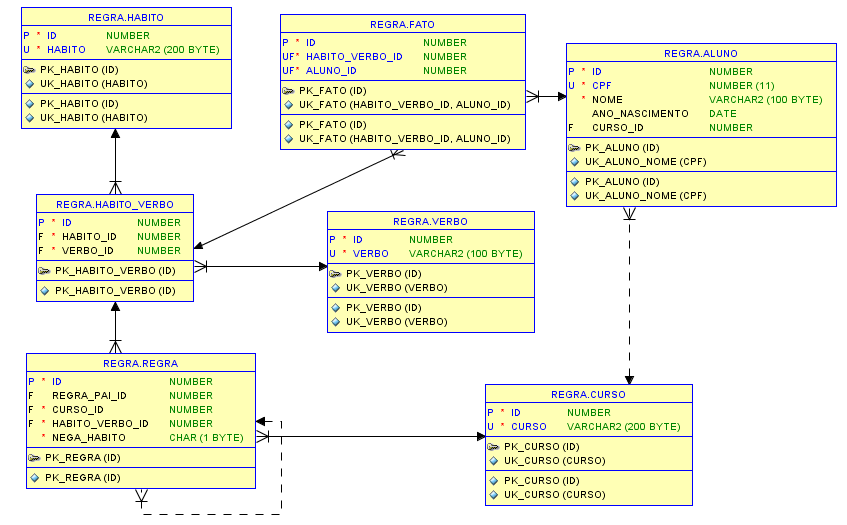 REGRA.HABITO
P * ID NUMBER
U * HABITO VARCHAR2 (200 BYTE)
PK_HABITO (ID)
UK_HABITO (HABITO)
PK_HABITO (ID)
UK_HABITO (HABITO)
REGRA.FATO
P * ID NUMBER
UF* HABITO_VERBO_ID NUMBER
UF* ALUNO_ID NUMBER
PK_FATO (ID)
UK_FATO (HABITO_VERBO_ID, ALUNO_ID)
PK_FATO (ID)
UK_FATO (HABITO_VERBO_ID, ALUNO_ID)
REGRA.ALUNO
P * ID NUMBER
U * CPF NUMBER (11)
* NOME VARCHAR2 (100 BYTE)
ANO_NASCIMENTO DATE
F CURSO_ID NUMBER
PK_ALUNO (ID)
UK_ALUNO_NOME (CPF)
PK_ALUNO (ID)
UK_ALUNO_NOME (CPF)
REGRA.HABITO_VERBO
P * ID NUMBER
F * HABITO_ID NUMBER
F * VERBO_ID NUMBER
PK_HABITO_VERBO (ID)
PK_HABITO_VERBO (ID)
REGRA.VERBO
P * ID NUMBER
U * VERBO VARCHAR2 (100 BYTE)
PK_VERBO (ID)
UK_VERBO (VERBO)
PK_VERBO (ID)
UK_VERBO (VERBO)
REGRA.REGRA
P * ID NUMBER
F REGRA_PAI_ID NUMBER
F * CURSO_ID NUMBER
F * HABITO_VERBO_ID NUMBER
* NEGA_HABITO CHAR (1 BYTE)
PK_REGRA (ID)
PK_REGRA (ID)
REGRA.CURSO
P * ID NUMBER
U * CURSO VARCHAR2 (200 BYTE)
PK_CURSO (ID)
UK_CURSO (CURSO)
PK_CURSO (ID)
UK_CURSO (CURSO)